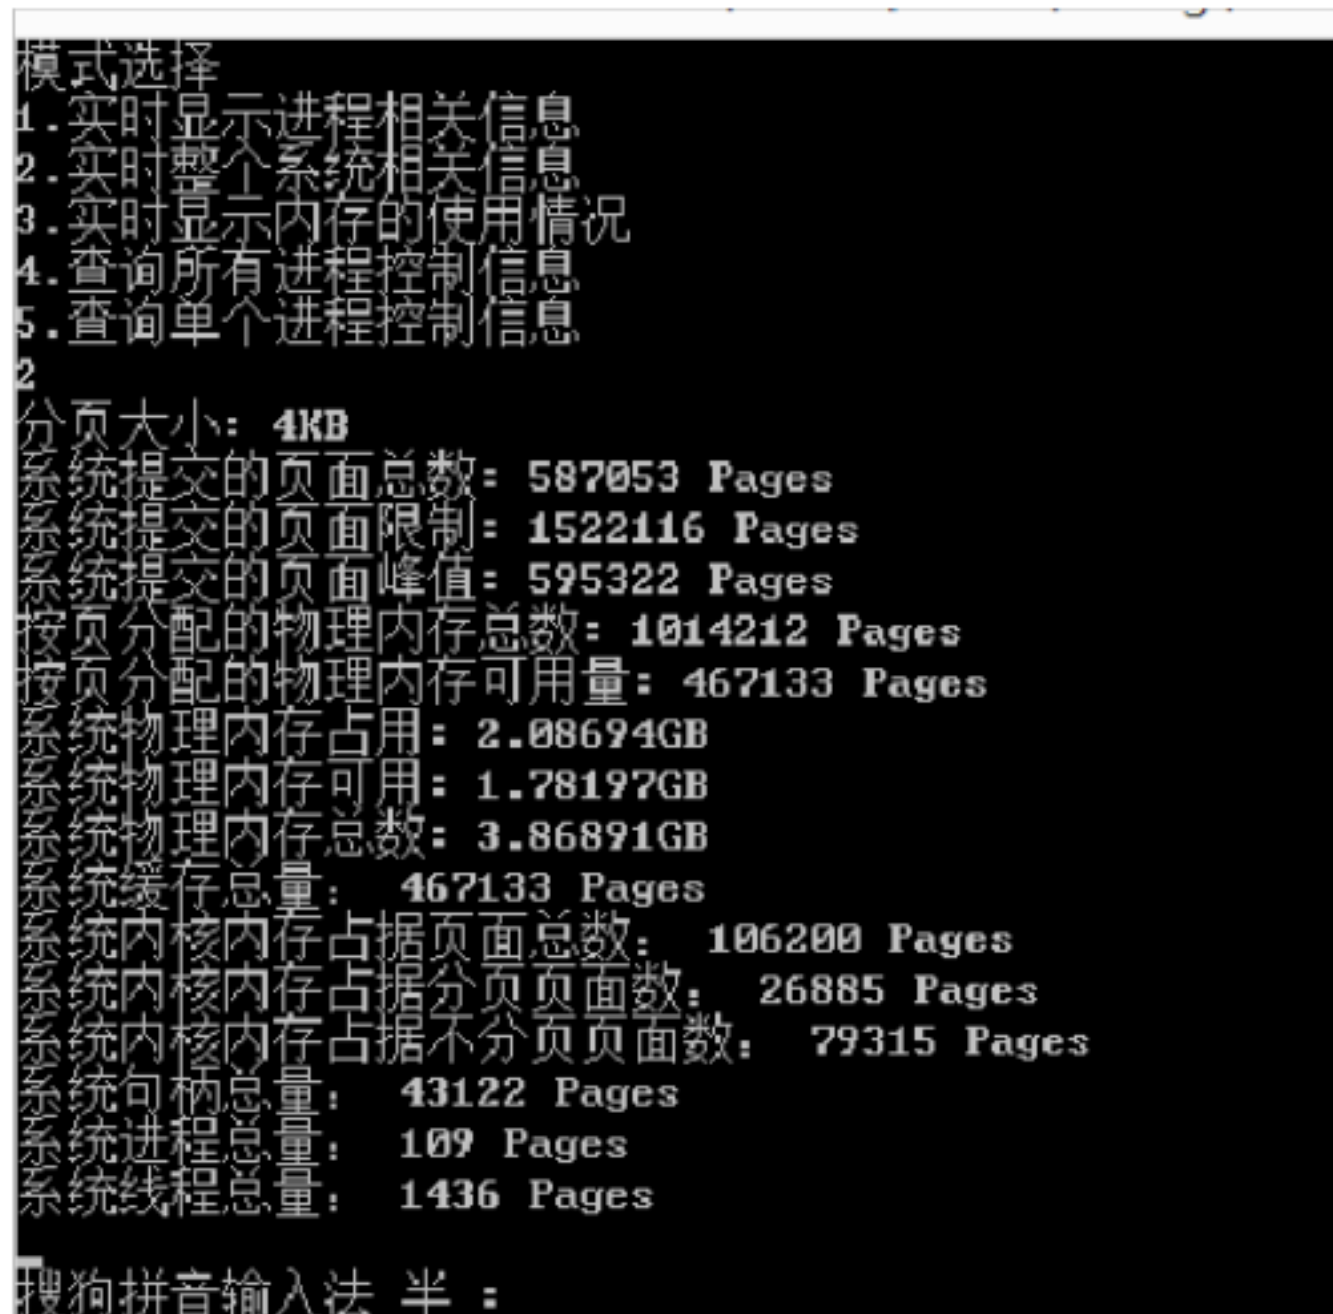 模式选择
1.实时显示进程相关信息
2.实时整个系统相关信息
3.实时显示内存的使用情况
4.查询所有进程控制信息
5.查询单个进程控制信息
2
分页大小: 4KB
系统提交的页面总数: 587053 Pages
系统提交的页面限制: 1522116 Pages
系统提交的页面峰值: 595322 Pages
按页分配的物理内存总数: 1014212 Pages
按页分配的物理内存可用量: 467133 Pages
系统物理内存占用: 2.08694GB
系统物理内存可用: 1.78197GB
系统物理内存总数: 3.86891GB
系统缓存总量： 467133 Pages
系统内核内存占据页面总数： 106200 Pages
系统内核内存占据分页页面数： 26885 Pages
系统内核内存占据不分页页面数： 79315 Pages
系统句柄总量： 43122 Pages
系统进程总量： 109 Pages
系统线程总量： 1436 Pages
搜狗拼音输入法 半 :